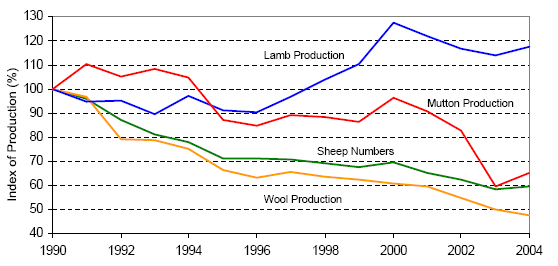 130
120
110
100
90
80
70
60
50
40
Index of Production (%)
Lamb Production
Mutton Production
Sheep Numbers
Wool Production
1990 1992 1994 1996 1998 2000 2002 2004